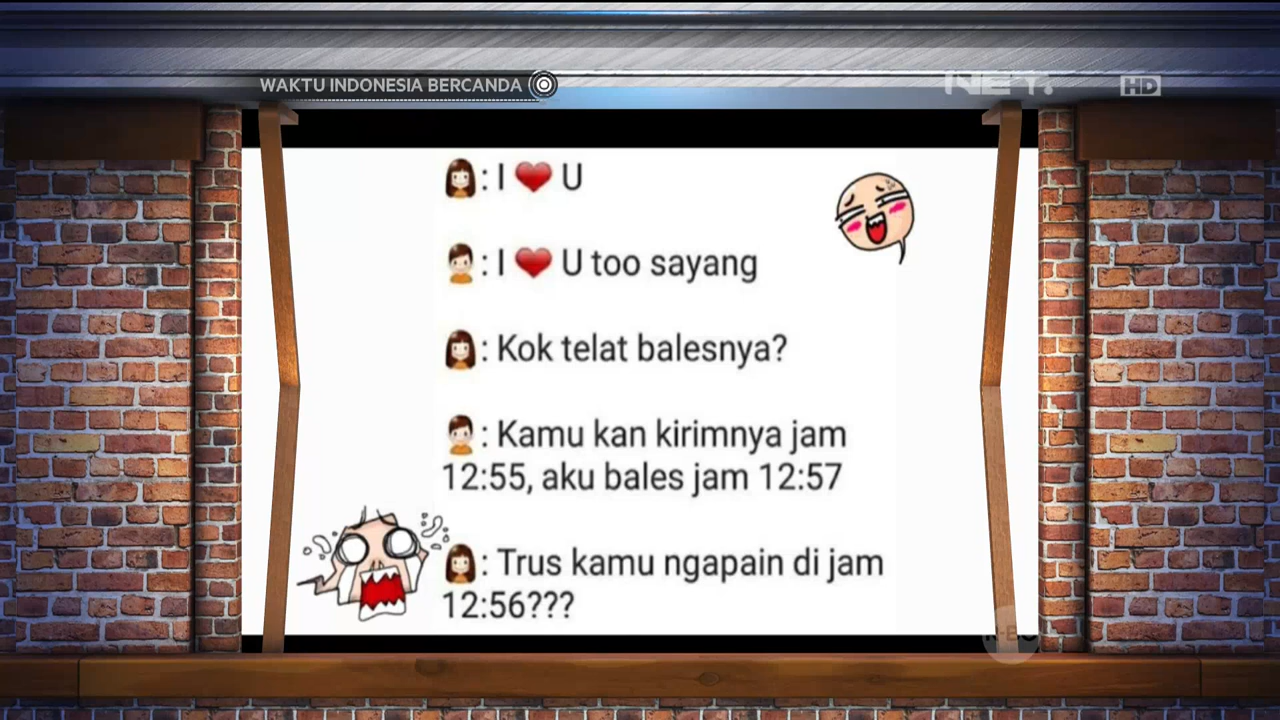 WAKTU INDONESIA BERCANDA
NET.
HD
: I ❤ U
: I ❤ U too sayang
: Kok telat balesnya?
: Kamu kan kirimnya jam
12:55, aku bales jam 12:57
: Trus kamu ngapain di jam
12:56???